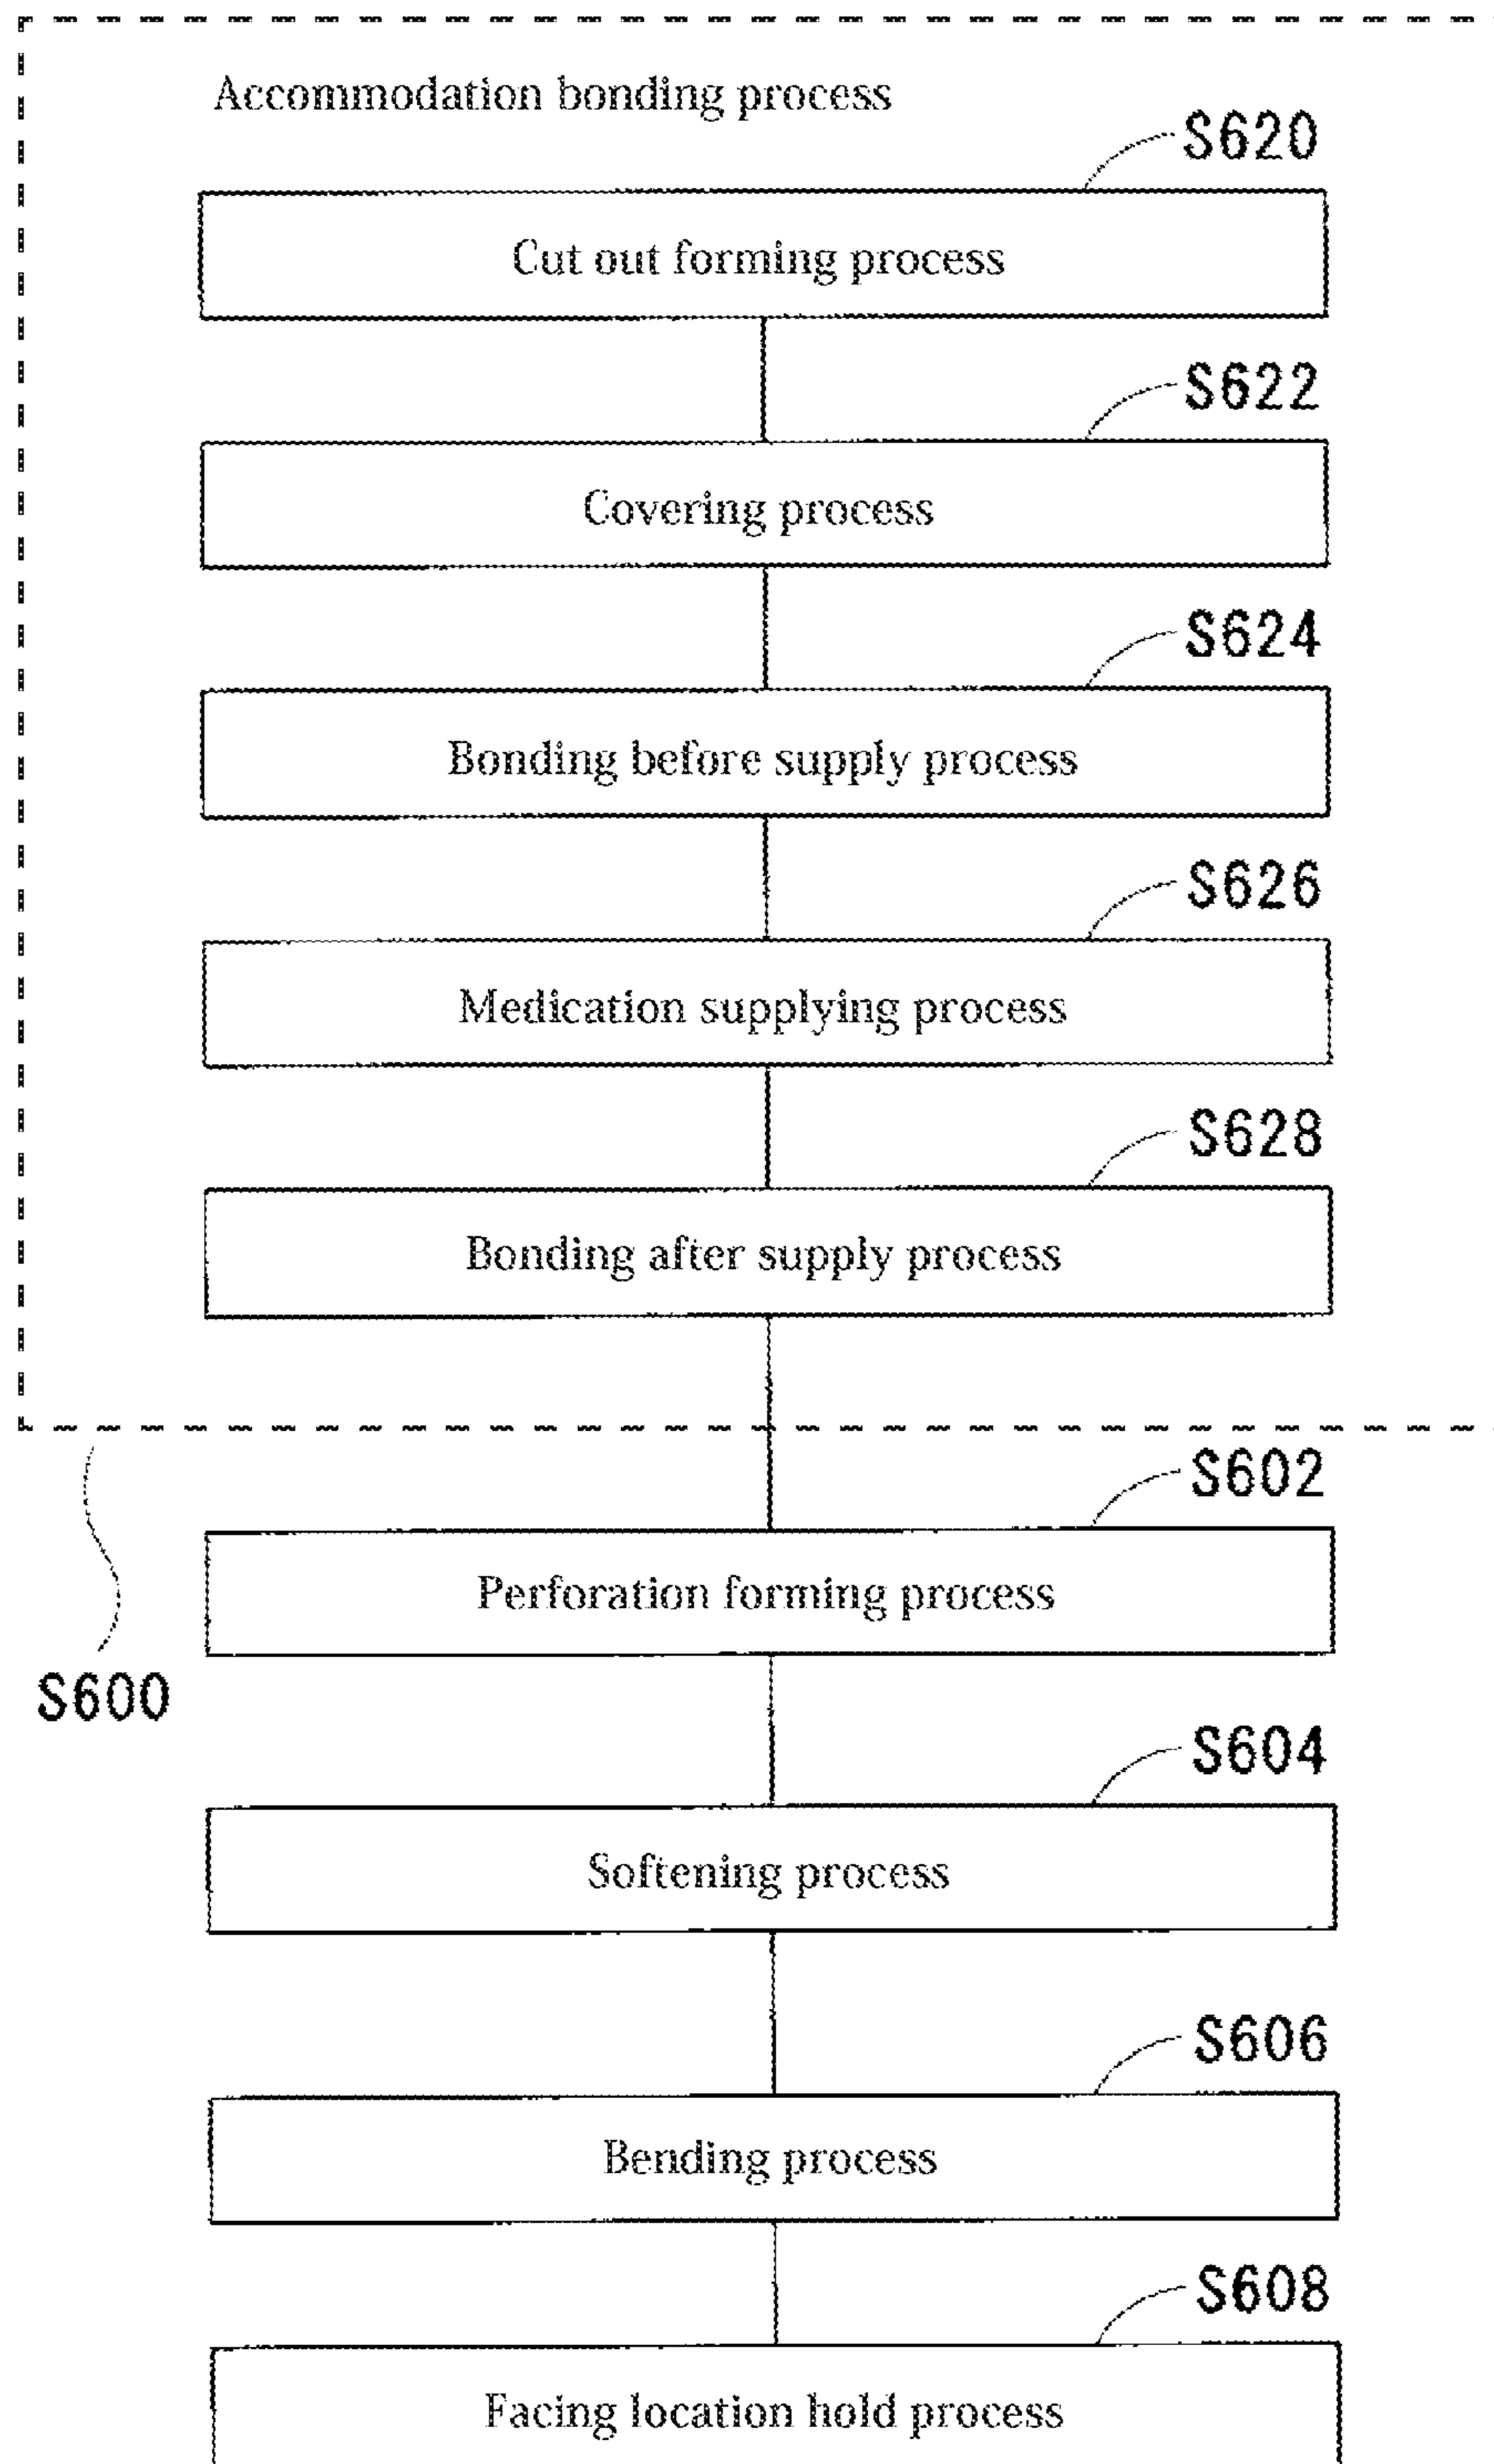 Accommodation bonding process
S620
Cut out forming process
S622
Covering process
S624
Bonding before supply process
S626
Medication supplying process
S628
Bonding after supply process
S602
Perforation forming process
S600
S604
Softening process
S606
Bending process
S608
Facing location hold process